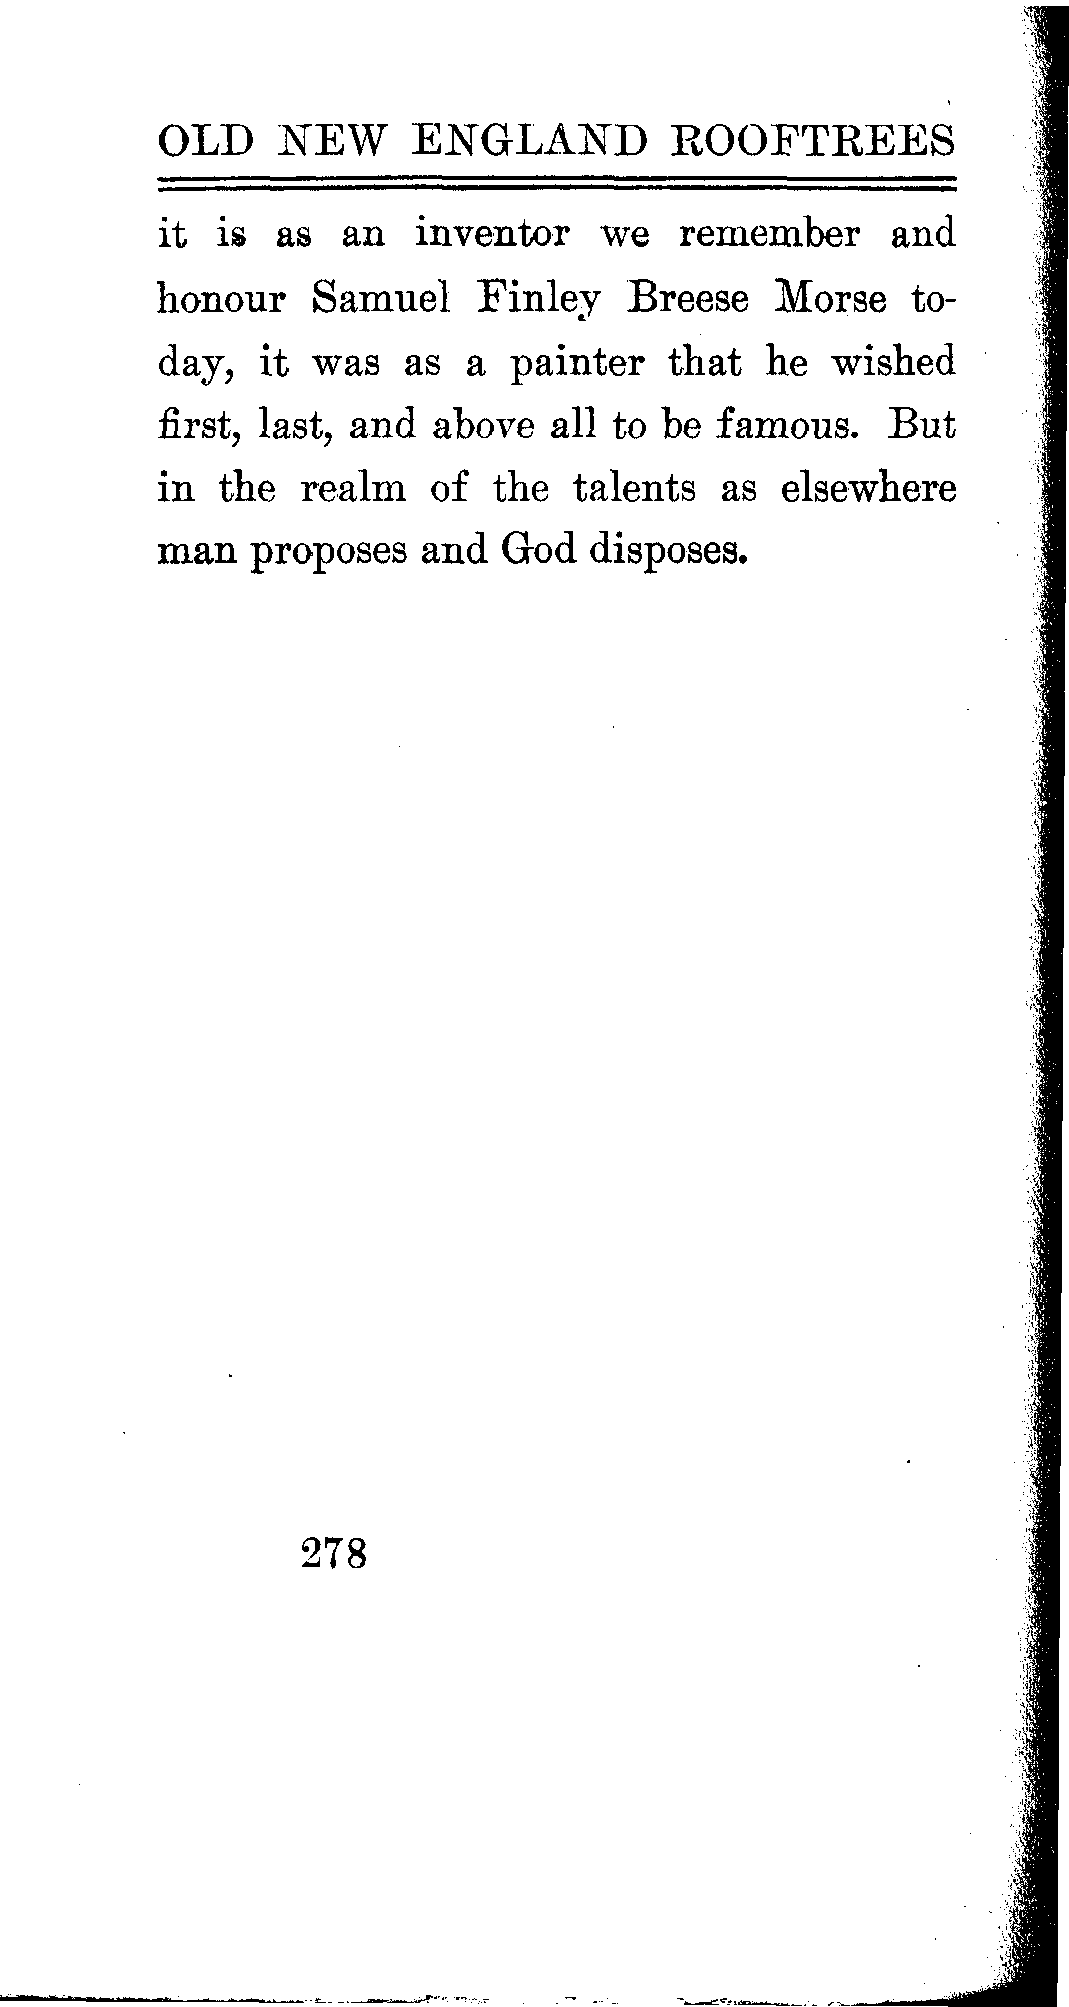 OLD NEW ENGLAND ROOFTREES
it is as an inventor we remember and
honour Samuel Finley Breese Morse to-
day, it was as a painter that he wished
first, last, and above all to be famous. But
in the realm of the talents as elsewhere
man proposes and God disposes.
278